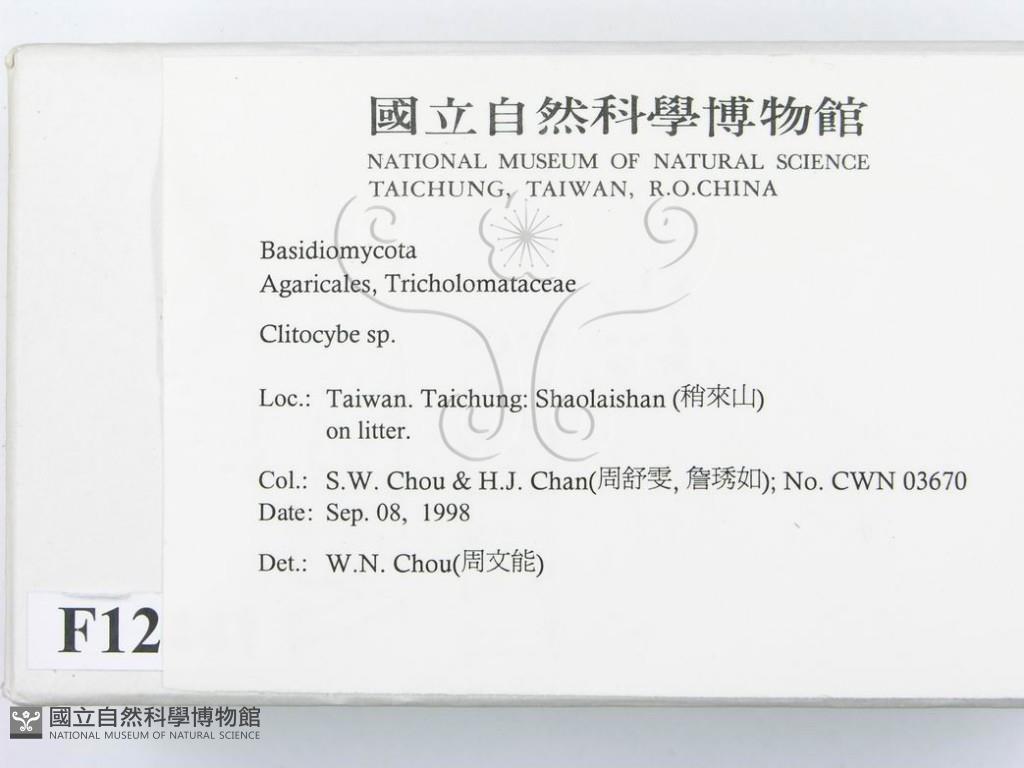 國立自然科學博物館
NATIONAL MUSEUM OF NATURAL SCIENCE
TAICHUNG, TAIWAN, R.O.CHINA
Basidiomycota
Agaricales, Tricholomataceae
Clitocybe sp.
Loc.: Taiwan. Taichung: Shaolaishan (稍來山)
on litter.
Col.: S.W. Chou & H.J. Chan(周舒雯, 詹琇如); No. CWN 03670
Date: Sep. 08, 1998
Det.: W.N. Chou(周文能)
F12
國立自然科學博物館
NATIONAL MUSEUM OF NATURAL SCIENCE